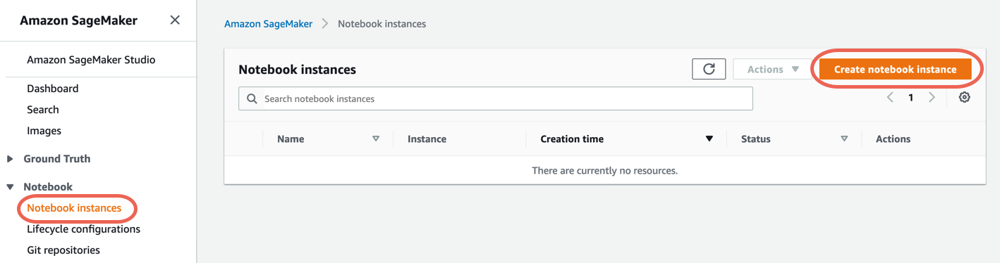 Amazon SageMaker
Amazon SageMaker Studio
Dashboard
Search
Images
Ground Truth
Notebook
Notebook instances
Lifecycle configurations
Git repositories
Amazon SageMaker > Notebook instances
Notebook instances
Actions
Create notebook instance
Search notebook instances
1
Name Instance Creation time Status Actions
There are currently no resources.